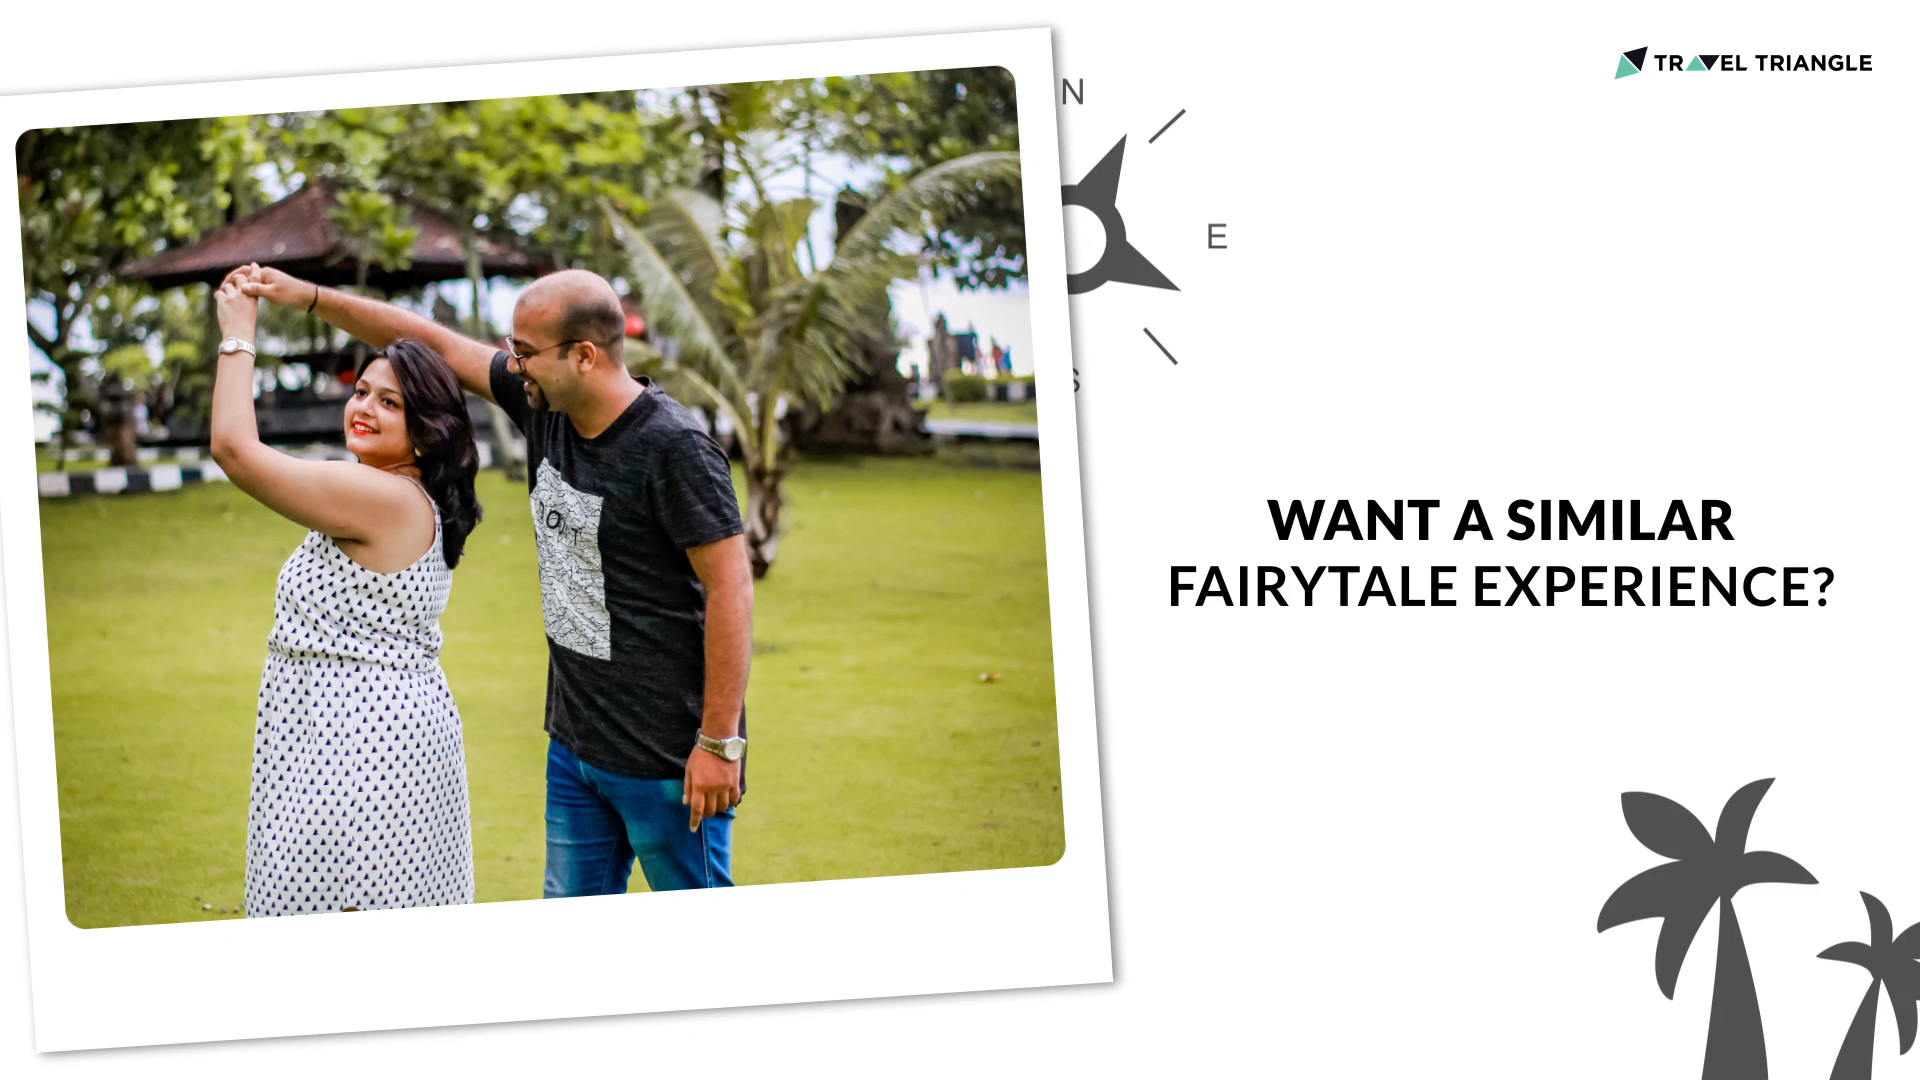 TRAVEL TRIANGLE
N
E
S
WANT A SIMILAR
FAIRYTALE EXPERIENCE?